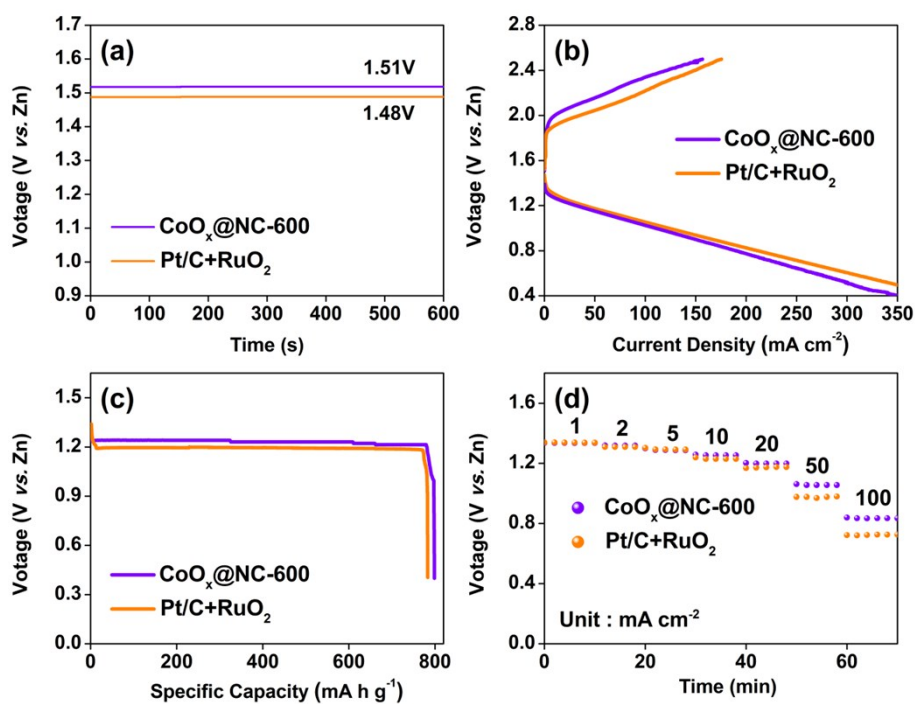 (a)
Votage (V vs. Zn)
1.7
1.6
1.5
1.4
1.3
1.2
1.1
1.0
0.9
1.51V
1.48V
CoOₓ@NC-600
Pt/C+RuO₂
0 100 200 300 400 500 600
Time (s)
(b)
Votage (V vs. Zn)
2.8
2.4
2.0
1.6
1.2
0.8
0.4
CoOₓ@NC-600
Pt/C+RuO₂
0 50 100 150 200 250 300 350
Current Density (mA cm⁻²)
(c)
Votage (V vs. Zn)
1.5
1.2
0.9
0.6
0.3
0.0
CoOₓ@NC-600
Pt/C+RuO₂
0 200 400 600 800
Specific Capacity (mA h g⁻¹)
(d)
Votage (V vs. Zn)
1.6
1.2
0.8
0.4
0.0
1 2 5 10 20 50 100
CoOₓ@NC-600
Pt/C+RuO₂
Unit : mA cm⁻²
0 20 40 60
Time (min)